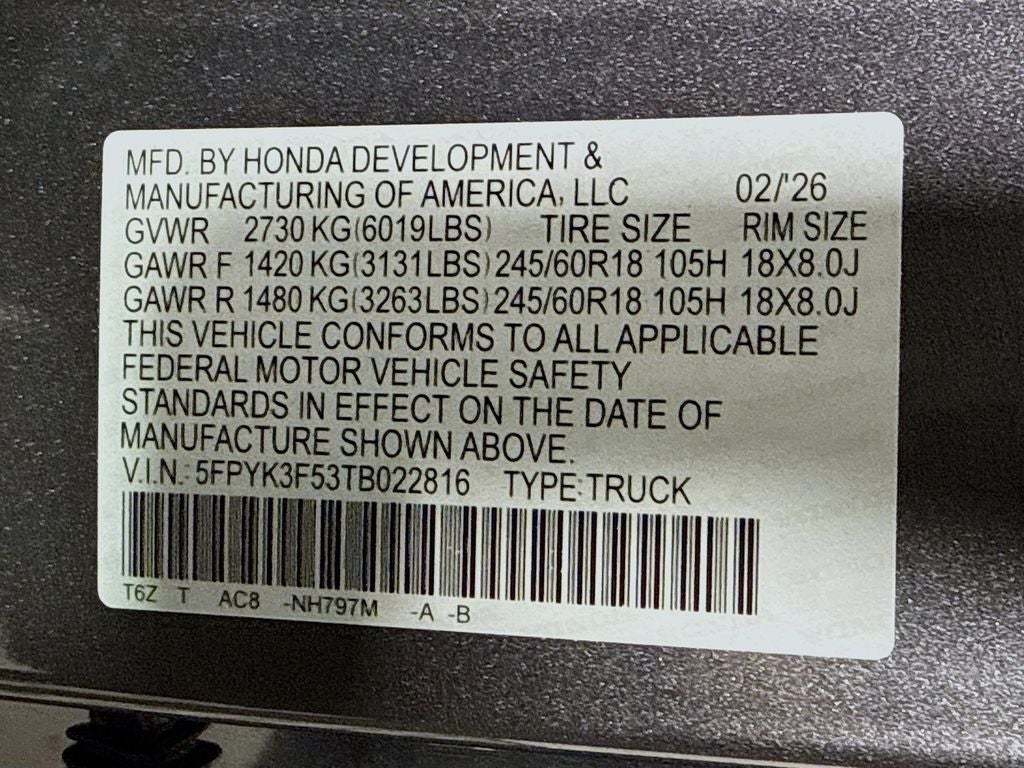 MFD. BY HONDA DEVELOPMENT &
MANUFACTURING OF AMERICA, LLC 02/'26
GVWR 2730 KG(6019LBS) TIRE SIZE RIM SIZE
GAWR F 1420 KG(3131LBS) 245/60R18 105H 18X8.0J
GAWR R 1480 KG(3263LBS) 245/60R18 105H 18X8.0J
THIS VEHICLE CONFORMS TO ALL APPLICABLE
FEDERAL MOTOR VEHICLE SAFETY
STANDARDS IN EFFECT ON THE DATE OF
MANUFACTURE SHOWN ABOVE.
V.I.N.: 5FPYK3F53TB022816 TYPE:TRUCK
T6Z T AC8 -NH797M -A -B